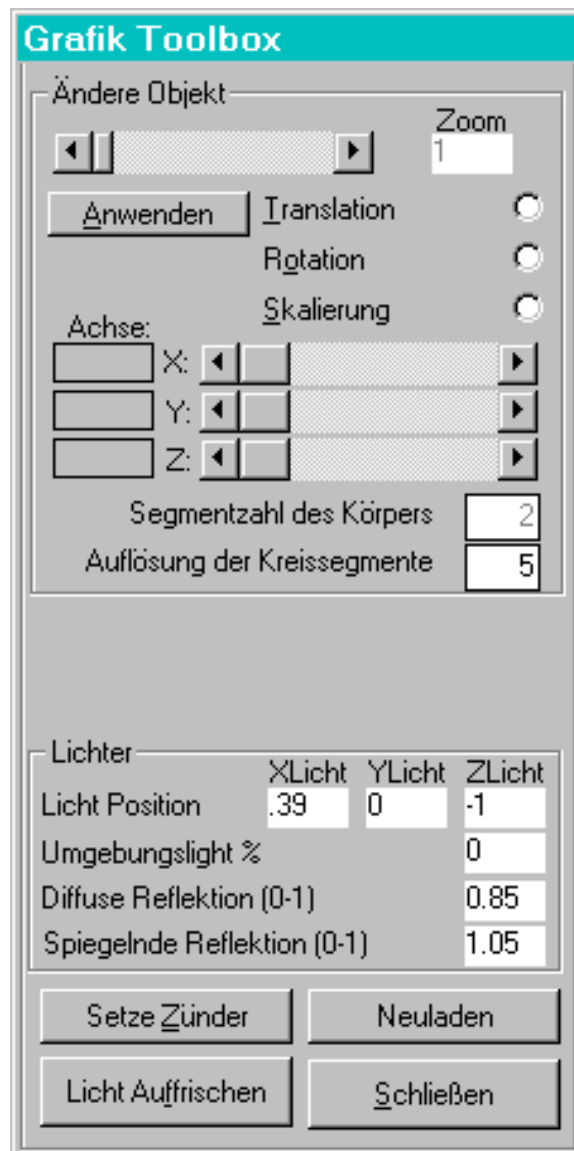 Grafik Toolbox
Ändere Objekt
Zoom
1
Anwenden Translation
Rotation
Skalierung
Achse:
X:
Y:
Z:
Segmentzahl des Körpers 2
Auflösung der Kreissegmente 5
Lichter
XLicht YLicht ZLicht
Licht Position .39 0 -1
Umgebungslight % 0
Diffuse Reflektion (0-1) 0.85
Spiegelnde Reflektion (0-1) 1.05
Setze Zünder Neuladen
Licht Auffrischen Schließen